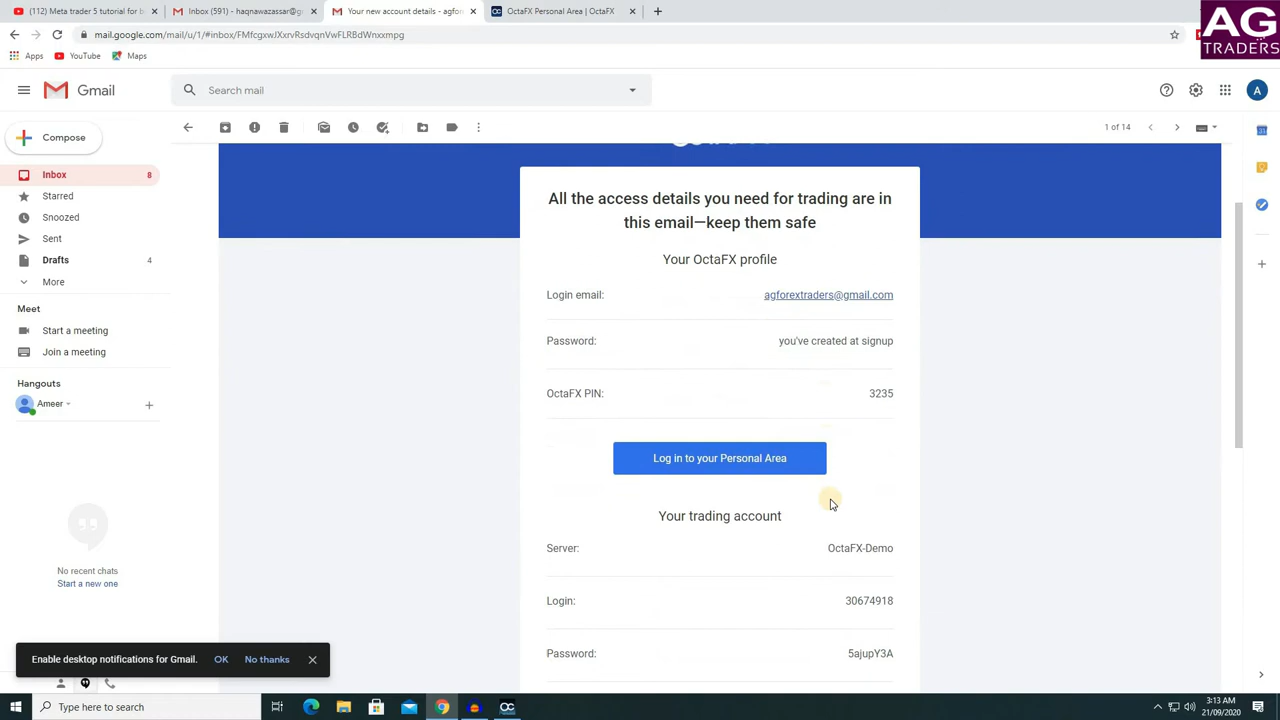 (112) Meta trader 5 tutorial for b
Inbox (591) - haqnawazassar@g
Your new account details - agfor
OctaFX Personal Area | OctaFX
AG
TRADERS
mail.google.com/mail/u/1/#inbox/FMfcgxwJXxrvRsdvqnVwFLRBdWnxxmpg
Apps
YouTube
Maps
Gmail
Search mail
A
Compose
1 of 14
Inbox 8
Starred
Snoozed
Sent
Drafts 4
More
Meet
Start a meeting
Join a meeting
Hangouts
Ameer
No recent chats
Start a new one
All the access details you need for trading are in
this email—keep them safe
Your OctaFX profile
Login email: agforextraders@gmail.com
Password: you've created at signup
OctaFX PIN: 3235
Log in to your Personal Area
Your trading account
Server: OctaFX-Demo
Login: 30674918
Password: 5ajupY3A
Enable desktop notifications for Gmail. OK No thanks
Type here to search
3:13 AM
21/09/2020